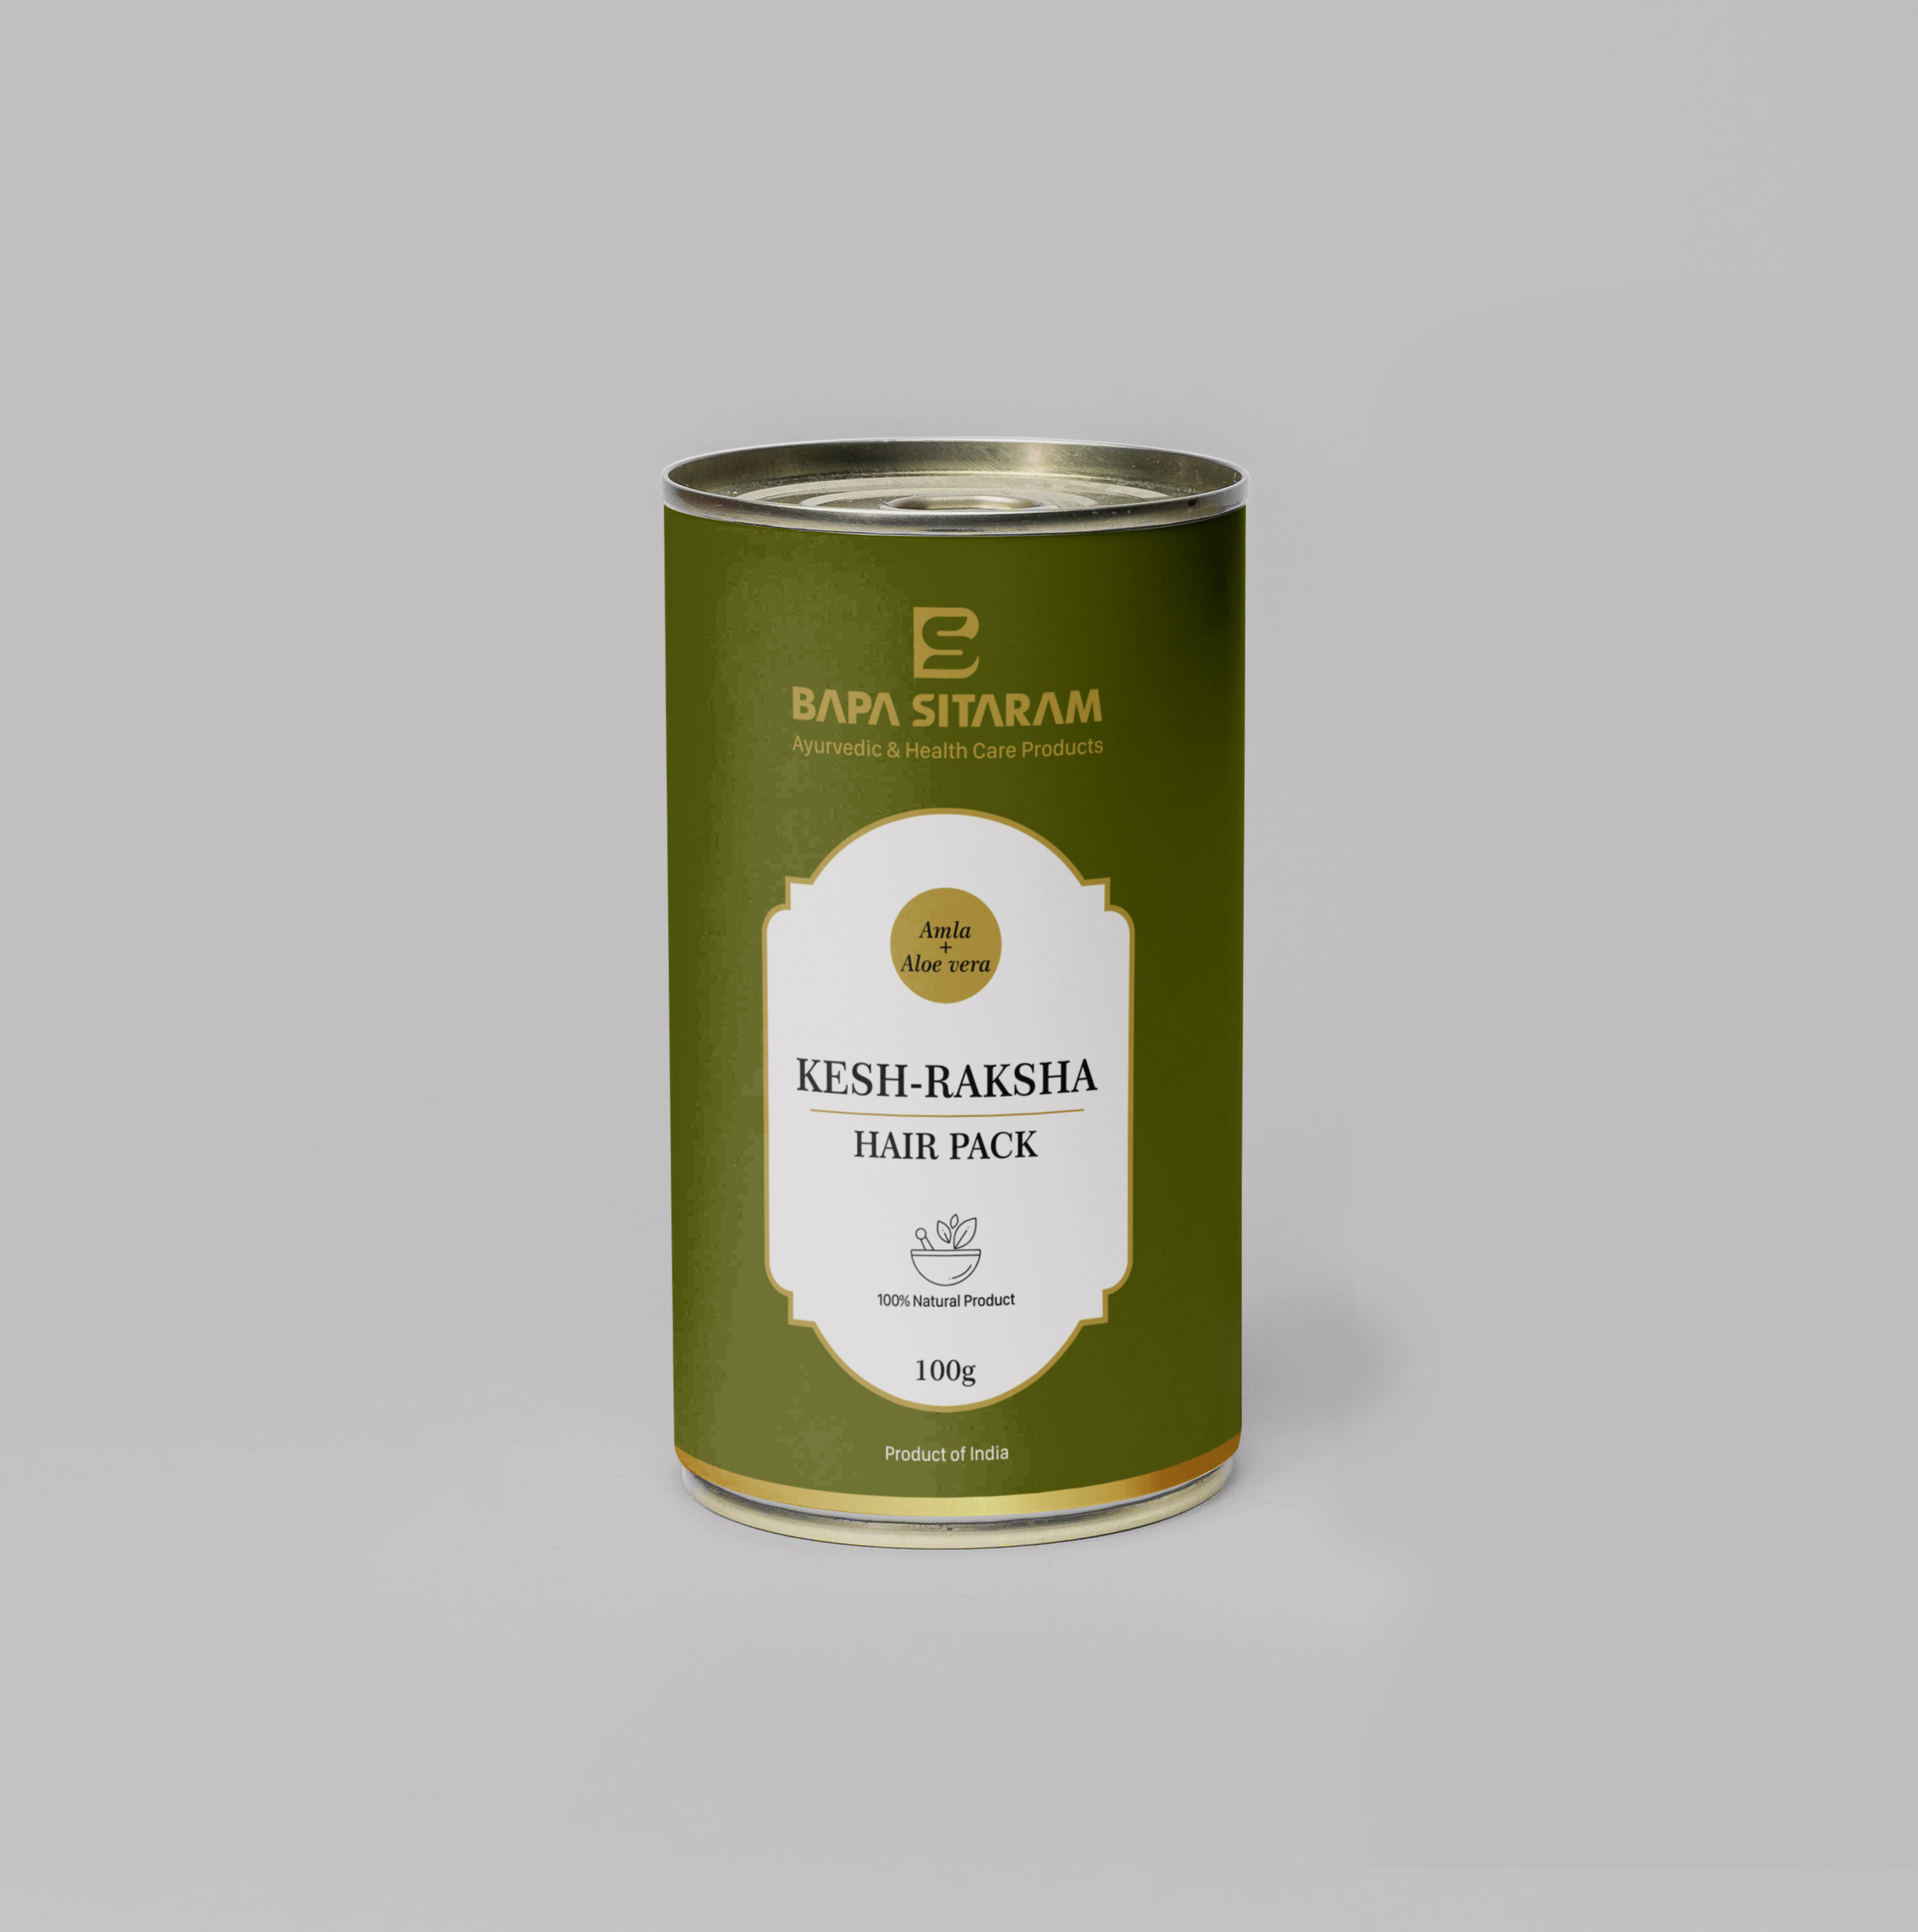 BAPA SITARAM
Ayurvedic & Health Care Products
Amla
+
Aloe vera
KESH-RAKSHA
HAIR PACK
100% Natural Product
100g
Product of India